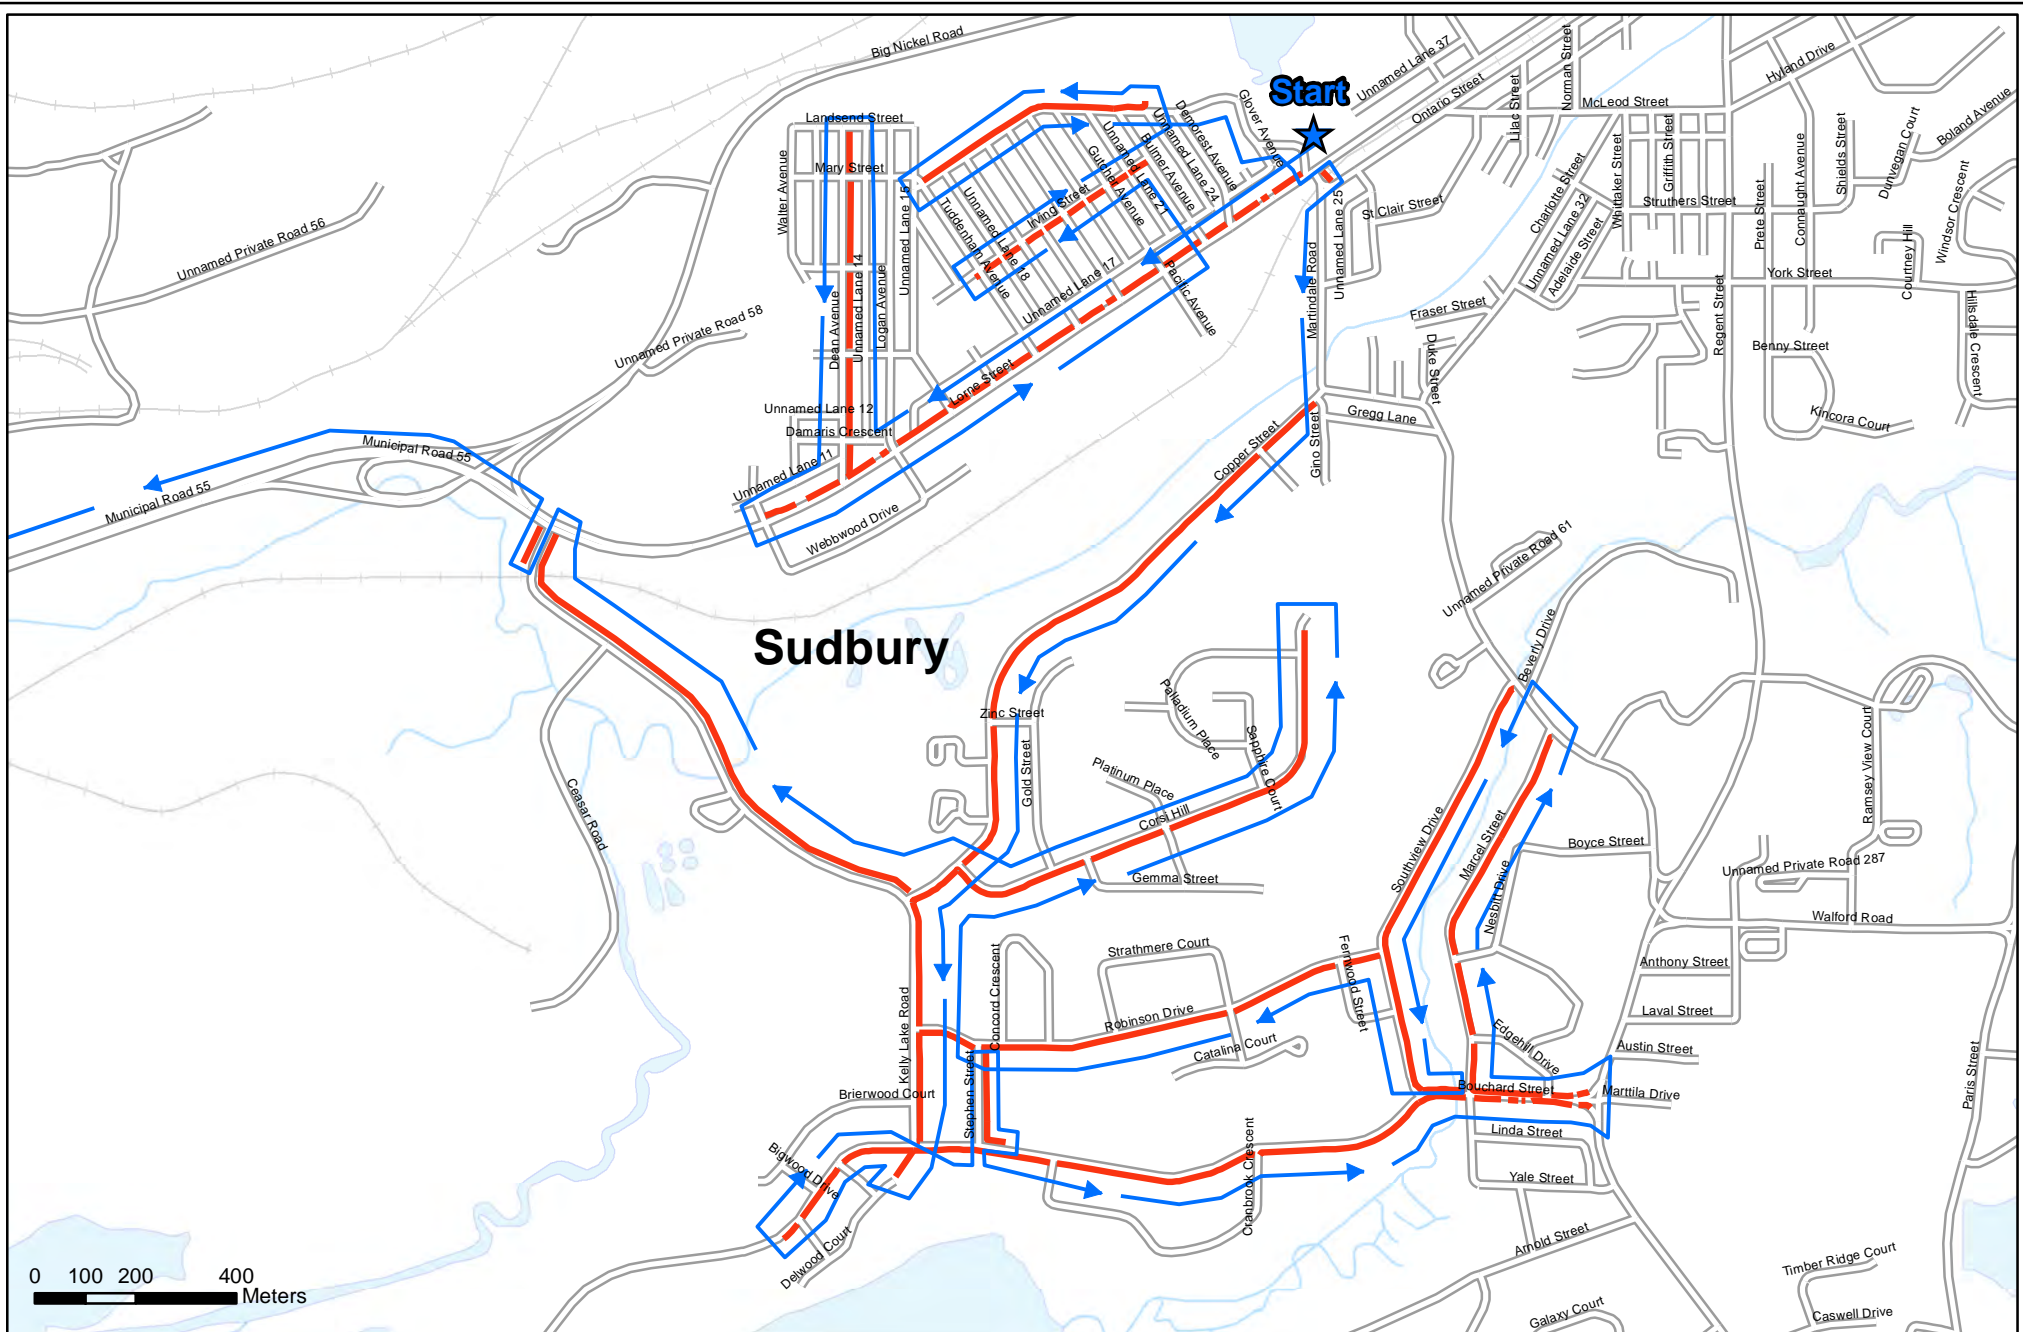 Big Nickel Road
Unnamed Lane 37
Norman Street
Hyland Drive
Start
Ontario Street
Lilac Street
McLeod Street
Boland Avenue
Glover Avenue
Demorest Avenue
Landsend Street
Unnamed Lane 24
Unnamed Lane 21
Bulmer Avenue
Gutcher Avenue
Griffith Street
Whittaker Street
Connaught Avenue
Shields Street
Dunvegan Court
Windsor Crescent
Walter Avenue
Mary Street
Unnamed Lane 15
Tuddenham Avenue
Unnamed Lane 18
Irving Street
St Clair Street
Charlotte Street
Unnamed Lane 32
Adelaide Street
Struthers Street
Prete Street
Courtney Hill
Unnamed Private Road 56
Unnamed Lane 14
Logan Avenue
Dean Avenue
Unnamed Lane 17
Pacific Avenue
Martindale Road
Unnamed Lane 25
York Street
Fraser Street
Regent Street
Benny Street
Hillsdale Crescent
Unnamed Private Road 58
Duke Street
Lorne Street
Unnamed Lane 12
Damaris Crescent
Gregg Lane
Gino Street
Copper Street
Kincora Court
Municipal Road 55
Municipal Road 55
Unnamed Lane 11
Webbwood Drive
Unnamed Private Road 61
Sudbury
Beverly Drive
Zinc Street
Palladium Place
Sapphire Court
Gold Street
Platinum Place
Corsi Hill
Ceasar Road
Ramsey View Court
Southview Drive
Marcel Street
Nesbitt Drive
Boyce Street
Unnamed Private Road 287
Gemma Street
Walford Road
Strathmere Court
Fernwood Street
Concord Crescent
Anthony Street
Kelly Lake Road
Robinson Drive
Catalina Court
Laval Street
Edgehill Drive
Austin Street
Stephen Street
Brierwood Court
Bouchard Street
Marttila Drive
Paris Street
Linda Street
Bigwood Drive
Cranbrook Crescent
Yale Street
Delwood Court
Arnold Street
Timber Ridge Court
0 100 200 400
Meters
Galaxy Court
Caswell Drive